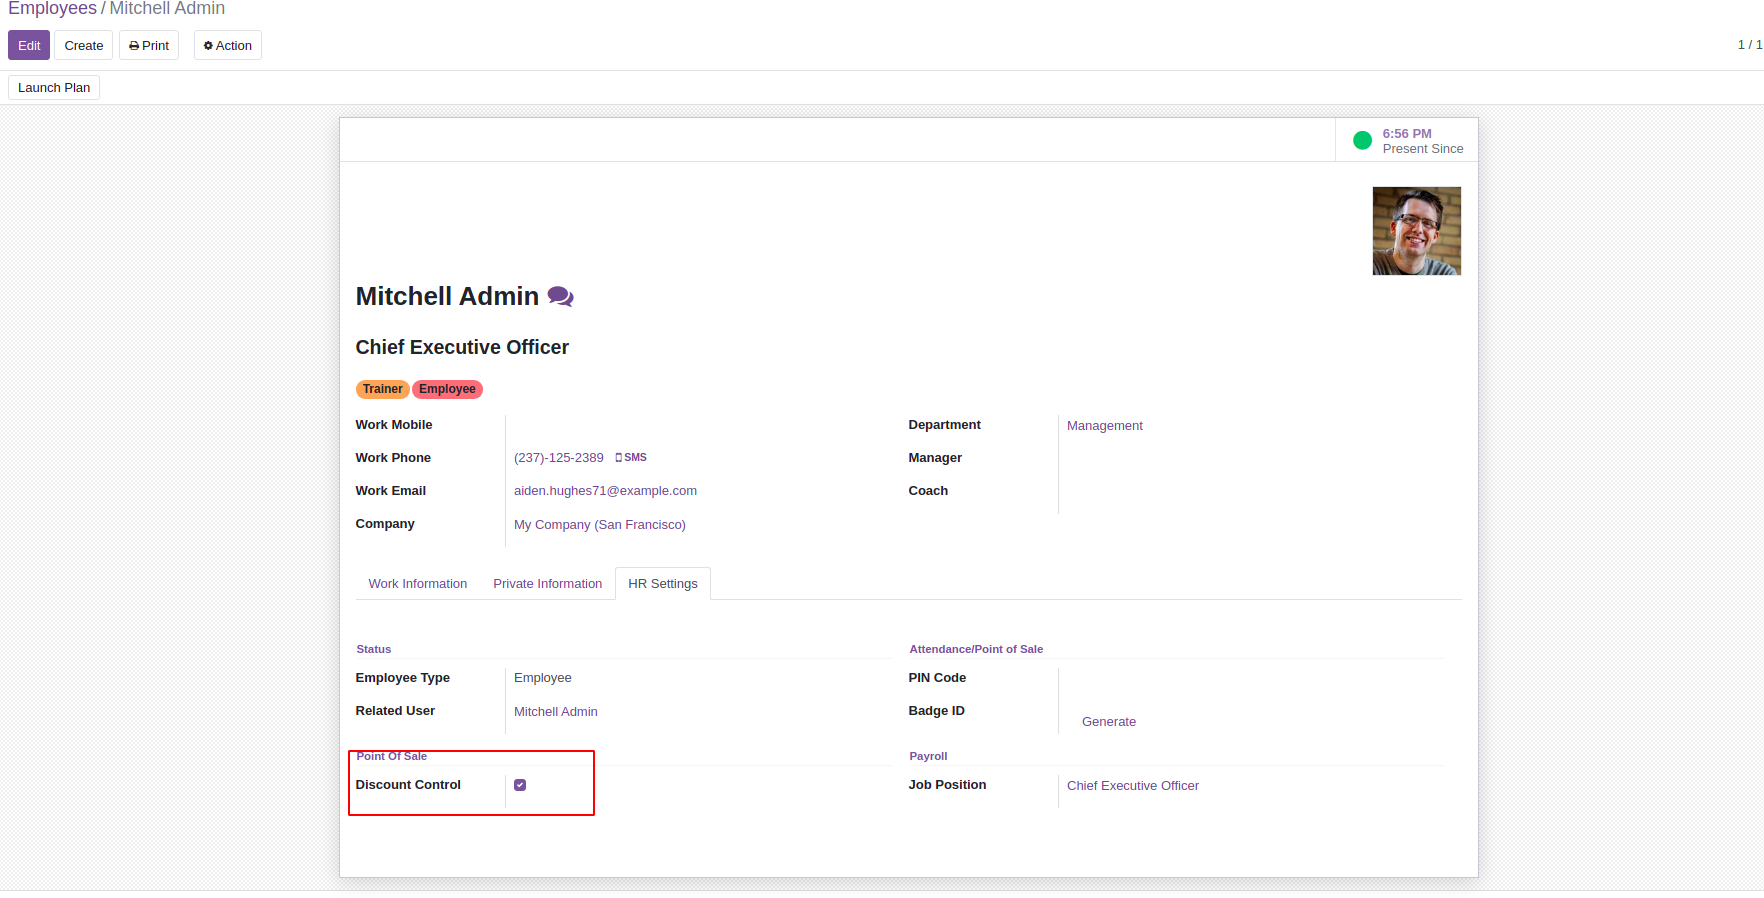 Employees / Mitchell Admin
Edit Create Print Action 1 / 1
Launch Plan
6:56 PM
Present Since
Mitchell Admin
Chief Executive Officer
Trainer Employee
Work Mobile
Department Management
Work Phone (237)-125-2389 SMS
Manager
Work Email aiden.hughes71@example.com
Coach
Company My Company (San Francisco)
Work Information Private Information HR Settings
Status
Attendance/Point of Sale
Employee Type Employee
PIN Code
Related User Mitchell Admin
Badge ID Generate
Point Of Sale
Payroll
Discount Control
Job Position Chief Executive Officer